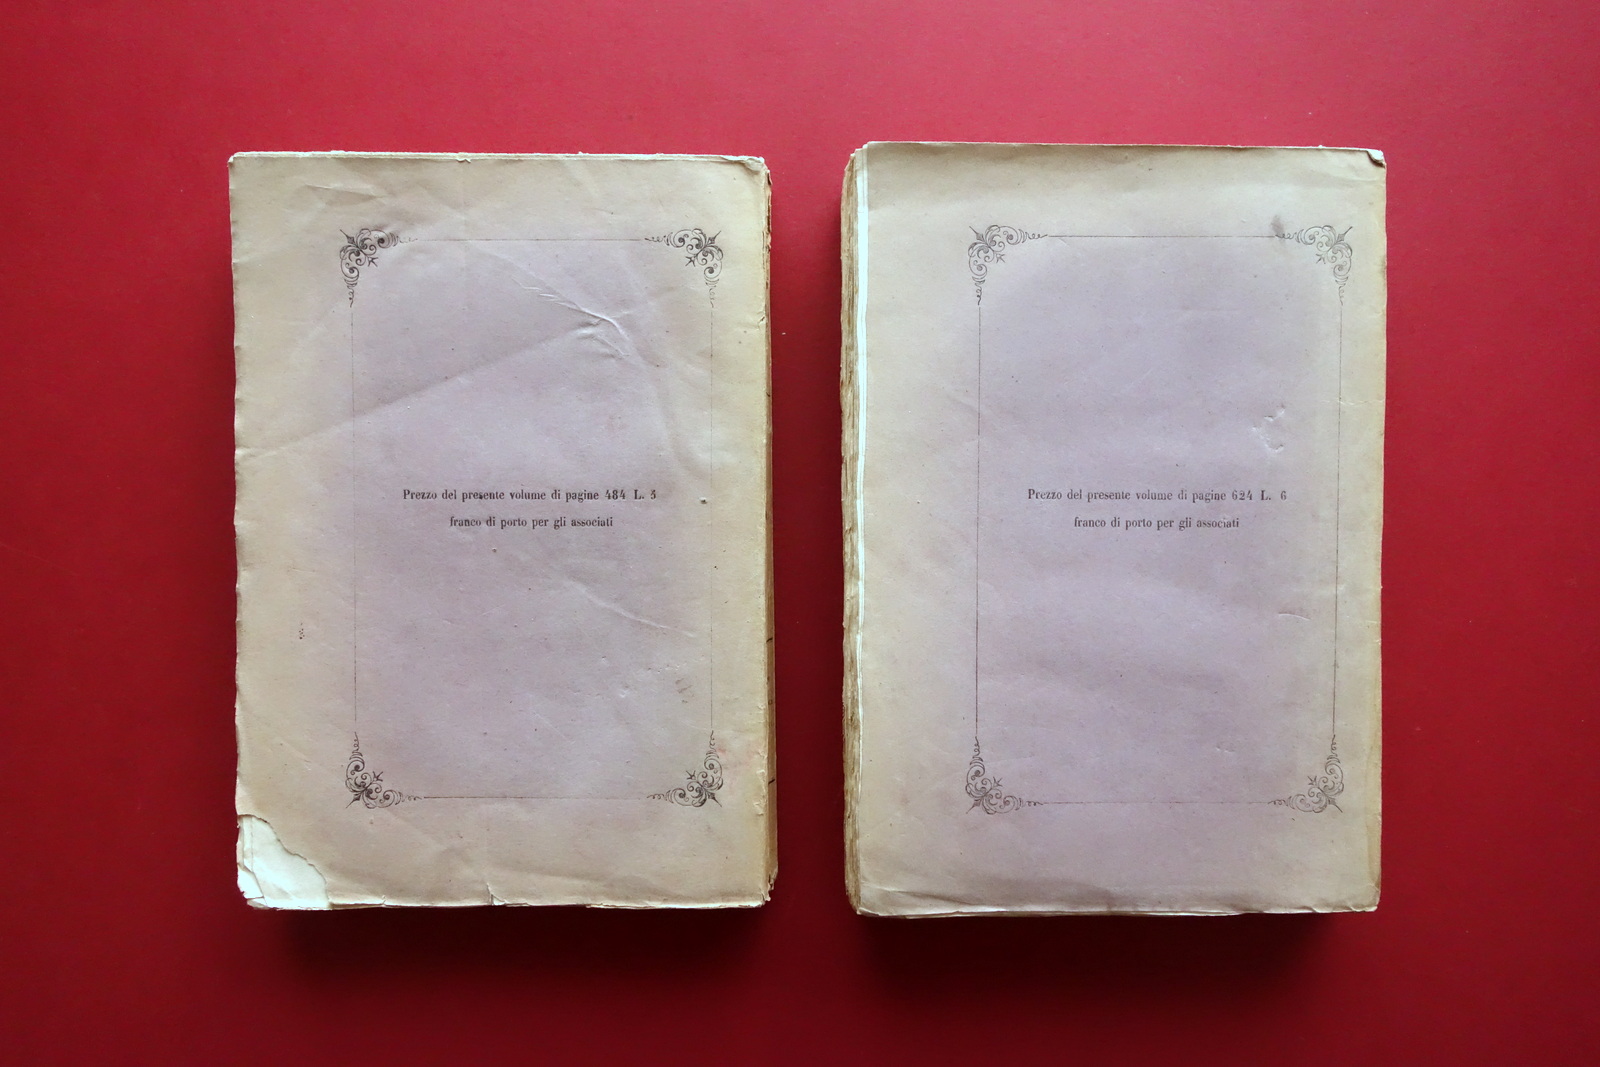 Prezzo del presente volume di pagine 484 L. 5
franco di porto per gli associati
Prezzo del presente volume di pagine 624 L. 6
franco di porto per gli associati